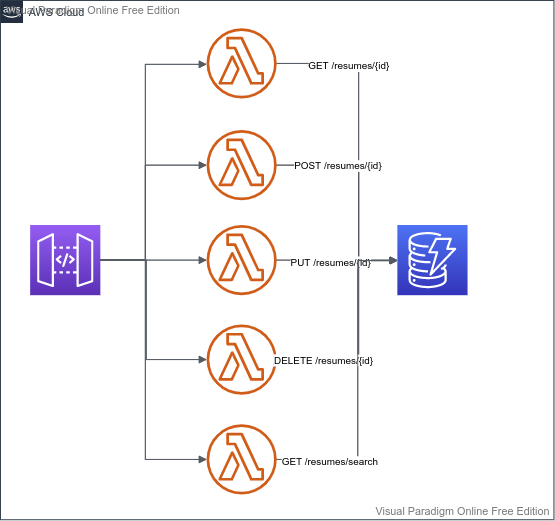 aws
AWS Cloud
Visual Paradigm Online Free Edition
GET /resumes/{id}
POST /resumes/{id}
</>
PUT /resumes/{id}
DELETE /resumes/{id}
GET /resumes/search
Visual Paradigm Online Free Edition